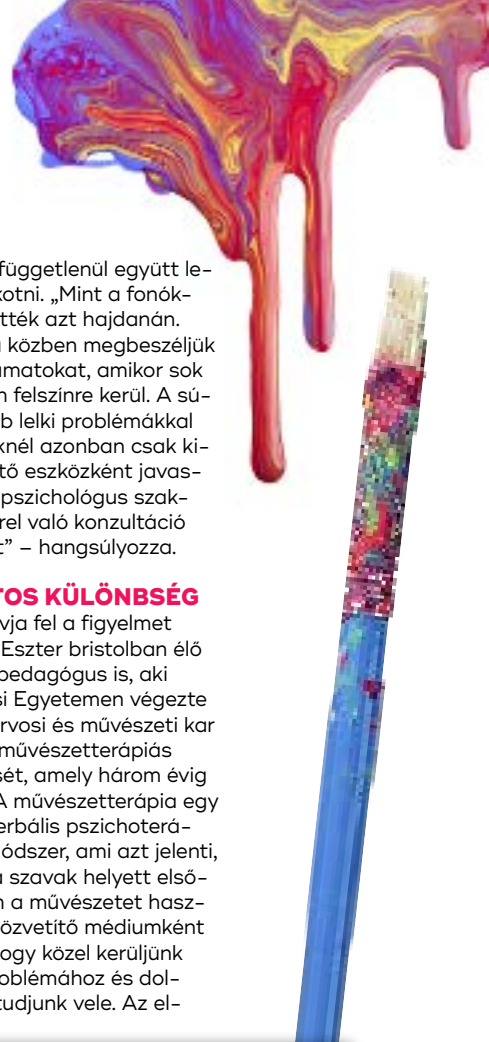 függetlenül együtt le-
kotni. „Mint a fonók-
tték azt hajdanán.
közben megbeszéljük
amatokat, amikor sok
felszínre kerül. A sú-
b lelki problémákkal
knél azonban csak ki-
tő eszközként javas-
pszichológus szak-
rel való konzultáció
t” – hangsúlyozza.
TOS KÜLÖNBSÉG
vja fel a figyelmet
Eszter bristolban élő
pedagógus is, aki
si Egyetemen végezte
rvosi és művészeti kar
művészetterápiás
sét, amely három évig
A művészetterápia egy
erbális pszichoterá-
ódszer, ami azt jelenti,
a szavak helyett első-
n a művészetet hasz-
özvetítő médiumként
ogy közel kerüljünk
oblémához és dol-
tudjunk vele. Az el-